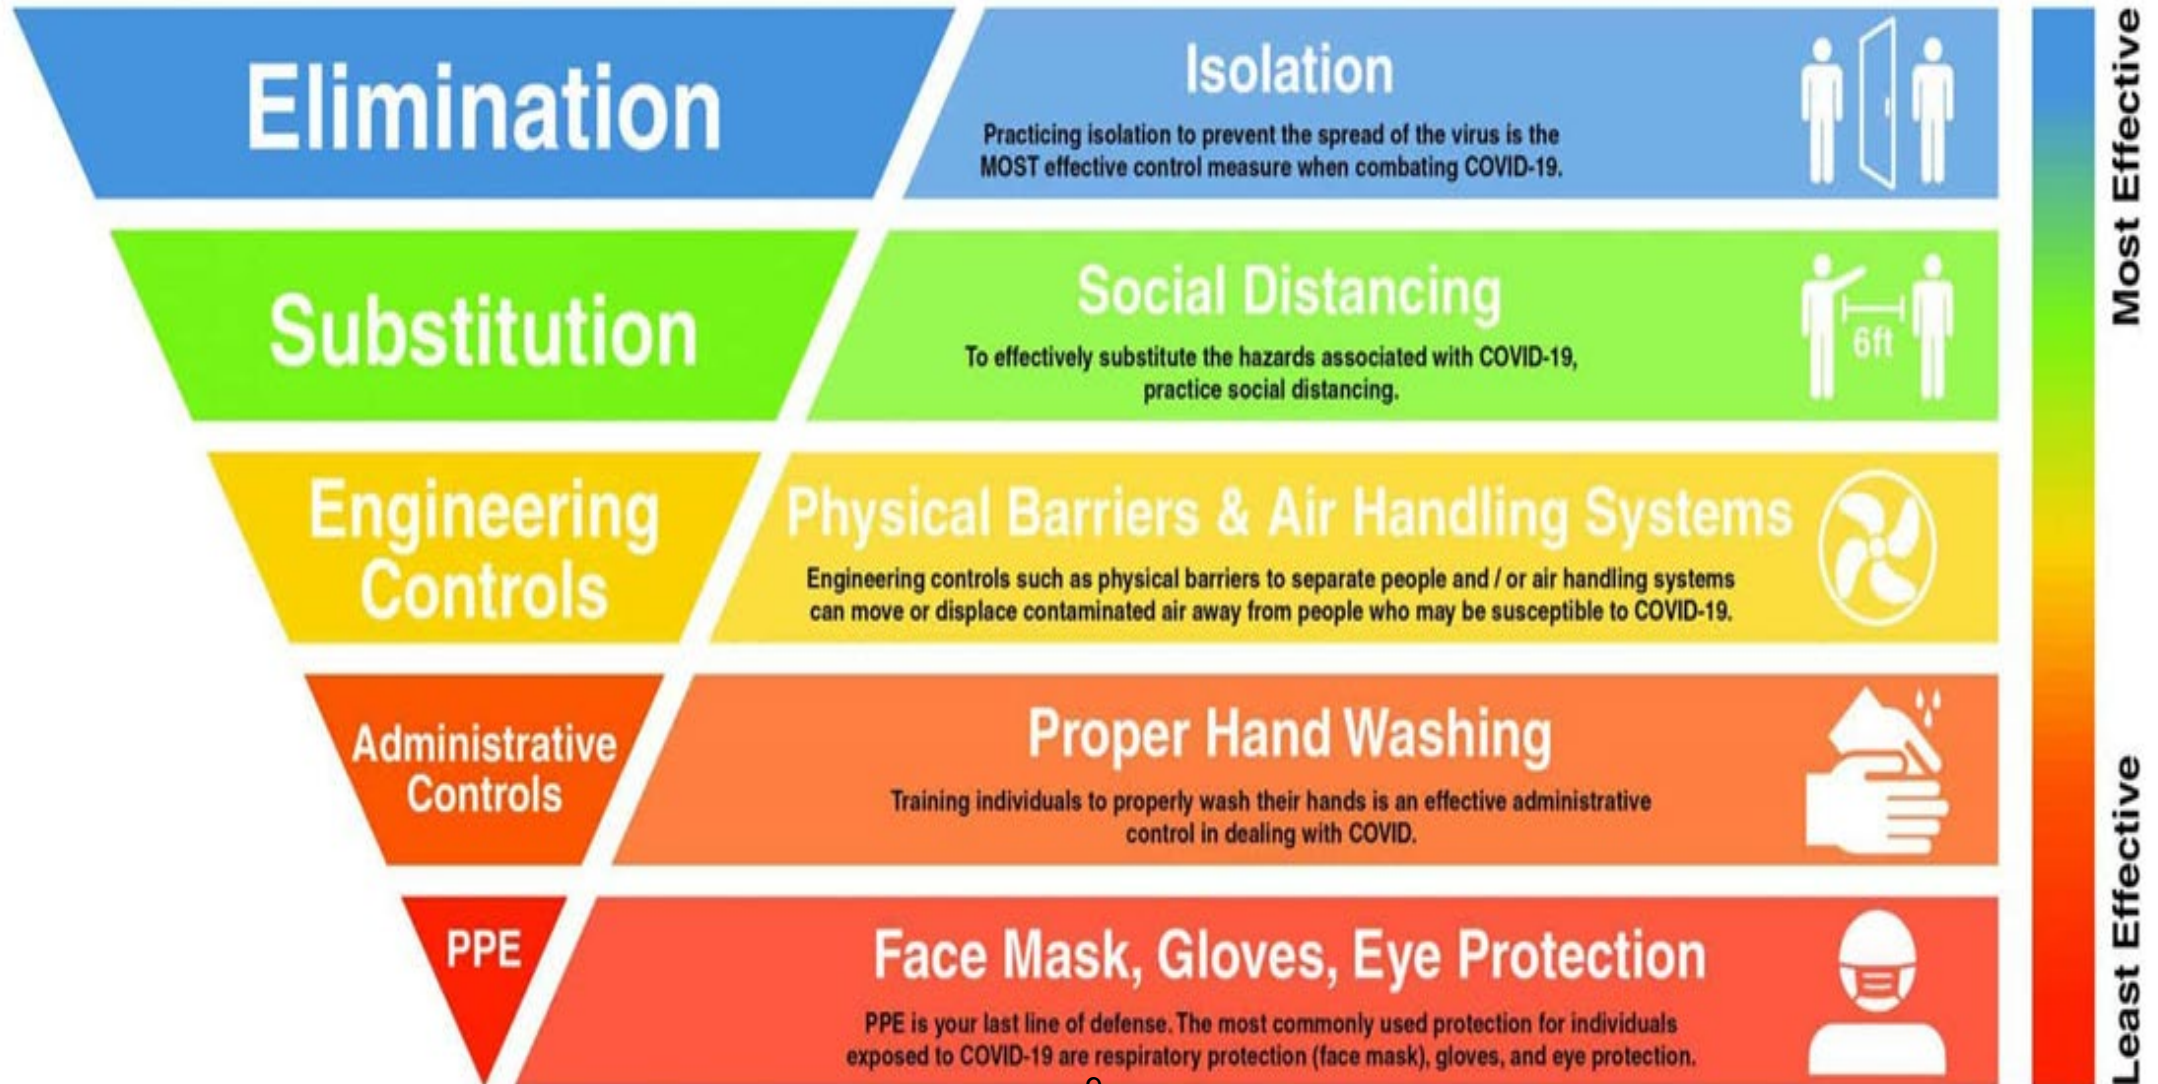 Elimination
Isolation
Practicing isolation to prevent the spread of the virus is the
MOST effective control measure when combating COVID-19.
Substitution
Social Distancing
To effectively substitute the hazards associated with COVID-19,
practice social distancing.
6ft
Engineering
Controls
Physical Barriers & Air Handling Systems
Engineering controls such as physical barriers to separate people and / or air handling systems
can move or displace contaminated air away from people who may be susceptible to COVID-19.
Administrative
Controls
Proper Hand Washing
Training individuals to properly wash their hands is an effective administrative
control in dealing with COVID.
PPE
Face Mask, Gloves, Eye Protection
PPE is your last line of defense. The most commonly used protection for individuals
exposed to COVID-19 are respiratory protection (face mask), gloves, and eye protection.
Most Effective
Least Effective